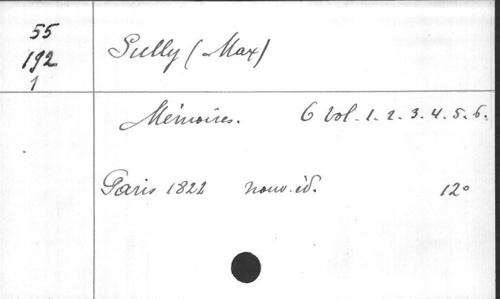 55
192
1
Sully (Max)
Mémoires. 6 Vol. 1. 2. 3. 4. 5. 6.
Paris 1822 nouv. éd. 12°